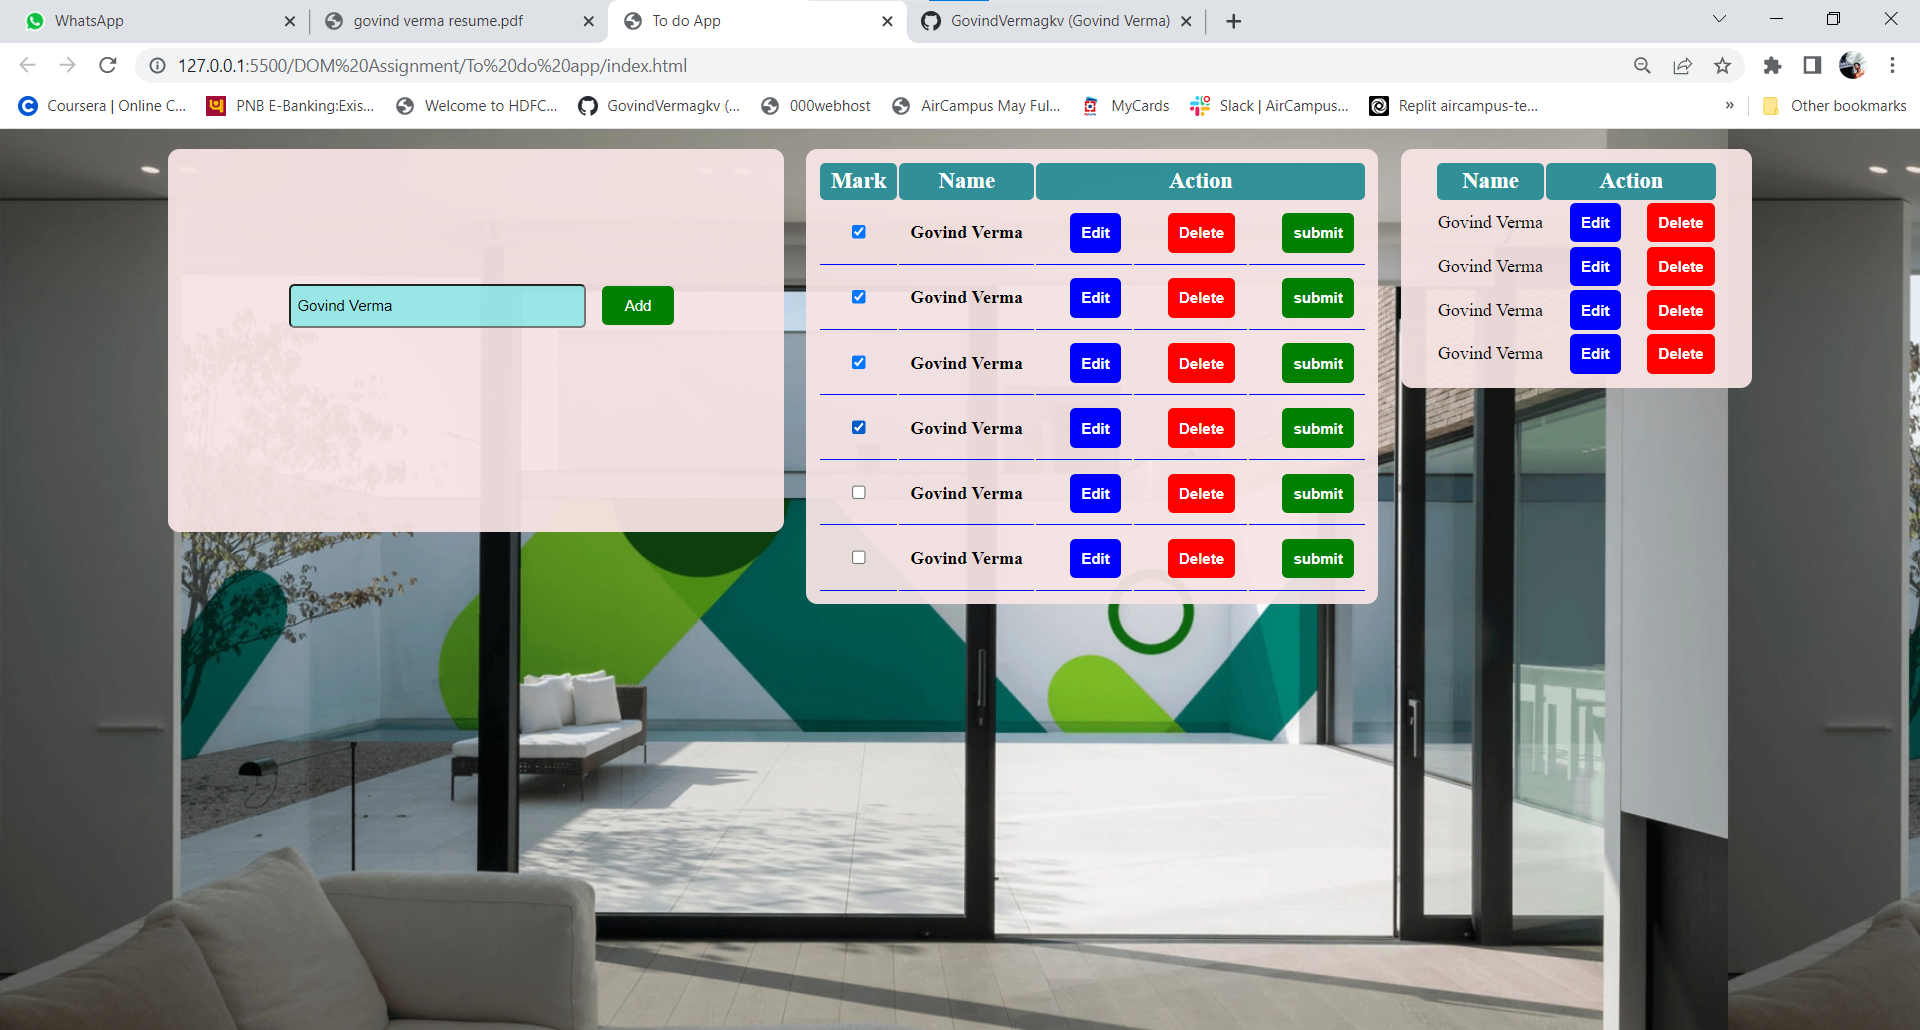 WhatsApp
govind verma resume.pdf
To do App
GovindVermagkv (Govind Verma)
127.0.0.1:5500/DOM%20Assignment/To%20do%20app/index.html
Coursera | Online C...
PNB E-Banking:Exis...
Welcome to HDFC...
GovindVermagkv (...
000webhost
AirCampus May Ful...
MyCards
Slack | AirCampus...
Replit aircampus-te...
»
Other bookmarks
Govind Verma
Add
Mark Name Action
Govind Verma Edit Delete submit
Govind Verma Edit Delete submit
Govind Verma Edit Delete submit
Govind Verma Edit Delete submit
Govind Verma Edit Delete submit
Govind Verma Edit Delete submit
Name Action
Govind Verma Edit Delete
Govind Verma Edit Delete
Govind Verma Edit Delete
Govind Verma Edit Delete